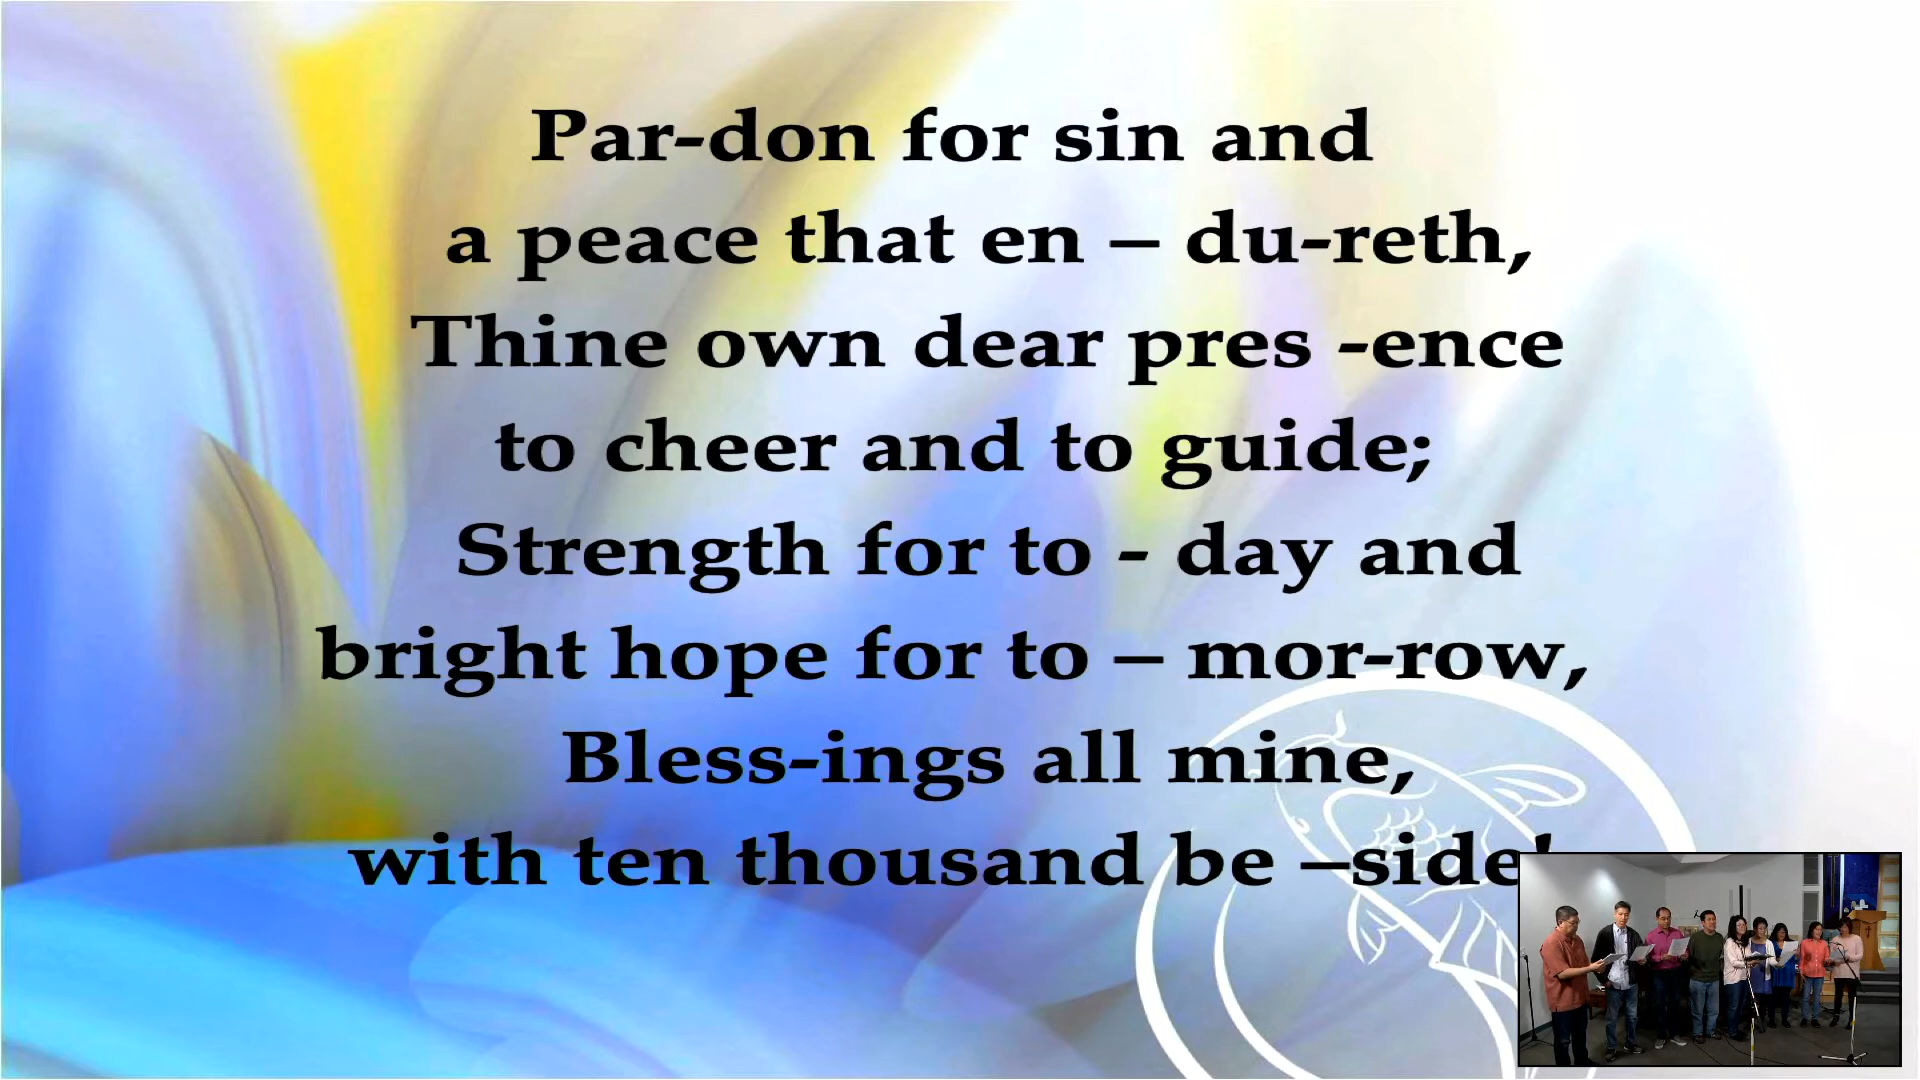 Par-don for sin and
a peace that en – du-reth,
Thine own dear pres -ence
to cheer and to guide;
Strength for to - day and
bright hope for to – mor-row,
Bless-ings all mine,
with ten thousand be –side!